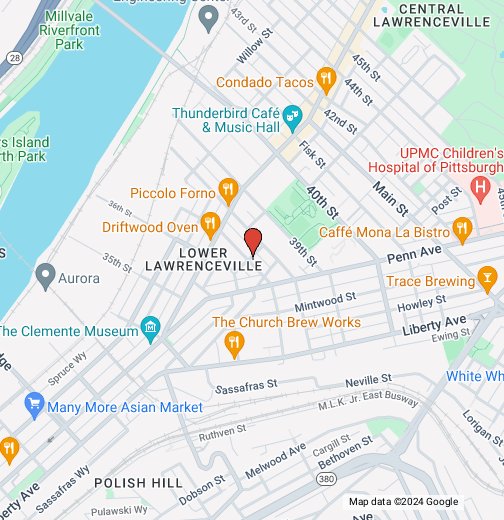 Millvale
Riverfront
Park
Engineering Center
43rd St
Willow St
CENTRAL
LAWRENCEVILLE
28
45th St
44th St
Condado Tacos
Thunderbird Café
& Music Hall
42nd St
Fisk St
Island
Park
UPMC Children's
Hospital of Pittsburgh
Main St
Post St
40th St
Piccolo Forno
36th St
Driftwood Oven
39th St
Caffé Mona La Bistro
Penn Ave
LOWER
LAWRENCEVILLE
35th St
Aurora
Trace Brewing
Mintwood St
Howley St
The Clemente Museum
The Church Brew Works
Liberty Ave
Ewing St
Spruce Wy
Sassafras St
Neville St
White
M.L.K. Jr. East Busway
Many More Asian Market
Ruthven St
Lorigan St
Cargill St
Bethoven St
Melwood Ave
POLISH HILL
380
Dobson St
Sassafras Wy
Liberty Ave
Pulawski Wy
Map data ©2024 Google